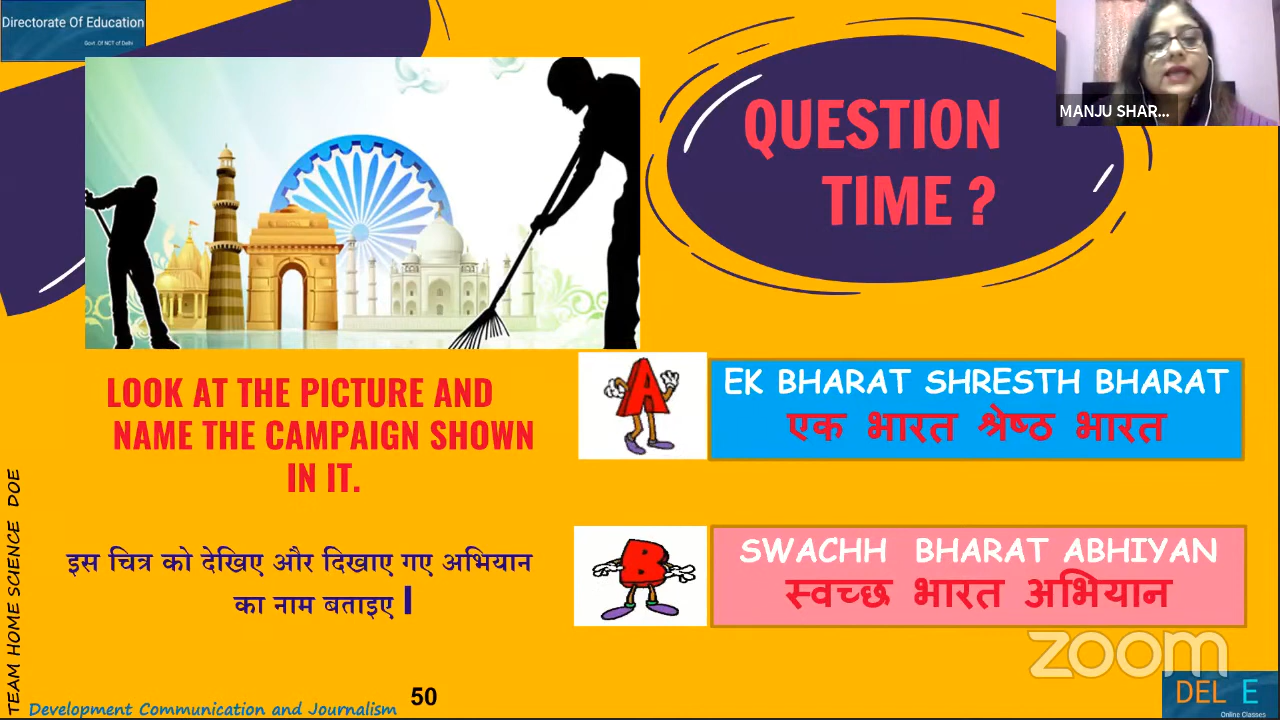 Directorate Of Education
Govt. Of NCT of Delhi
QUESTION
TIME ?
MANJU SHAR...
LOOK AT THE PICTURE AND
NAME THE CAMPAIGN SHOWN
IN IT.
इस चित्र को देखिए और दिखाए गए अभियान
का नाम बताइए |
A
EK BHARAT SHRESTH BHARAT
एक भारत श्रेष्ठ भारत
B
SWACHH BHARAT ABHIYAN
स्वच्छ भारत अभियान
TEAM HOME SCIENCE DOE
Development Communication and Journalism
50
zoom
DEL E
Online Classes